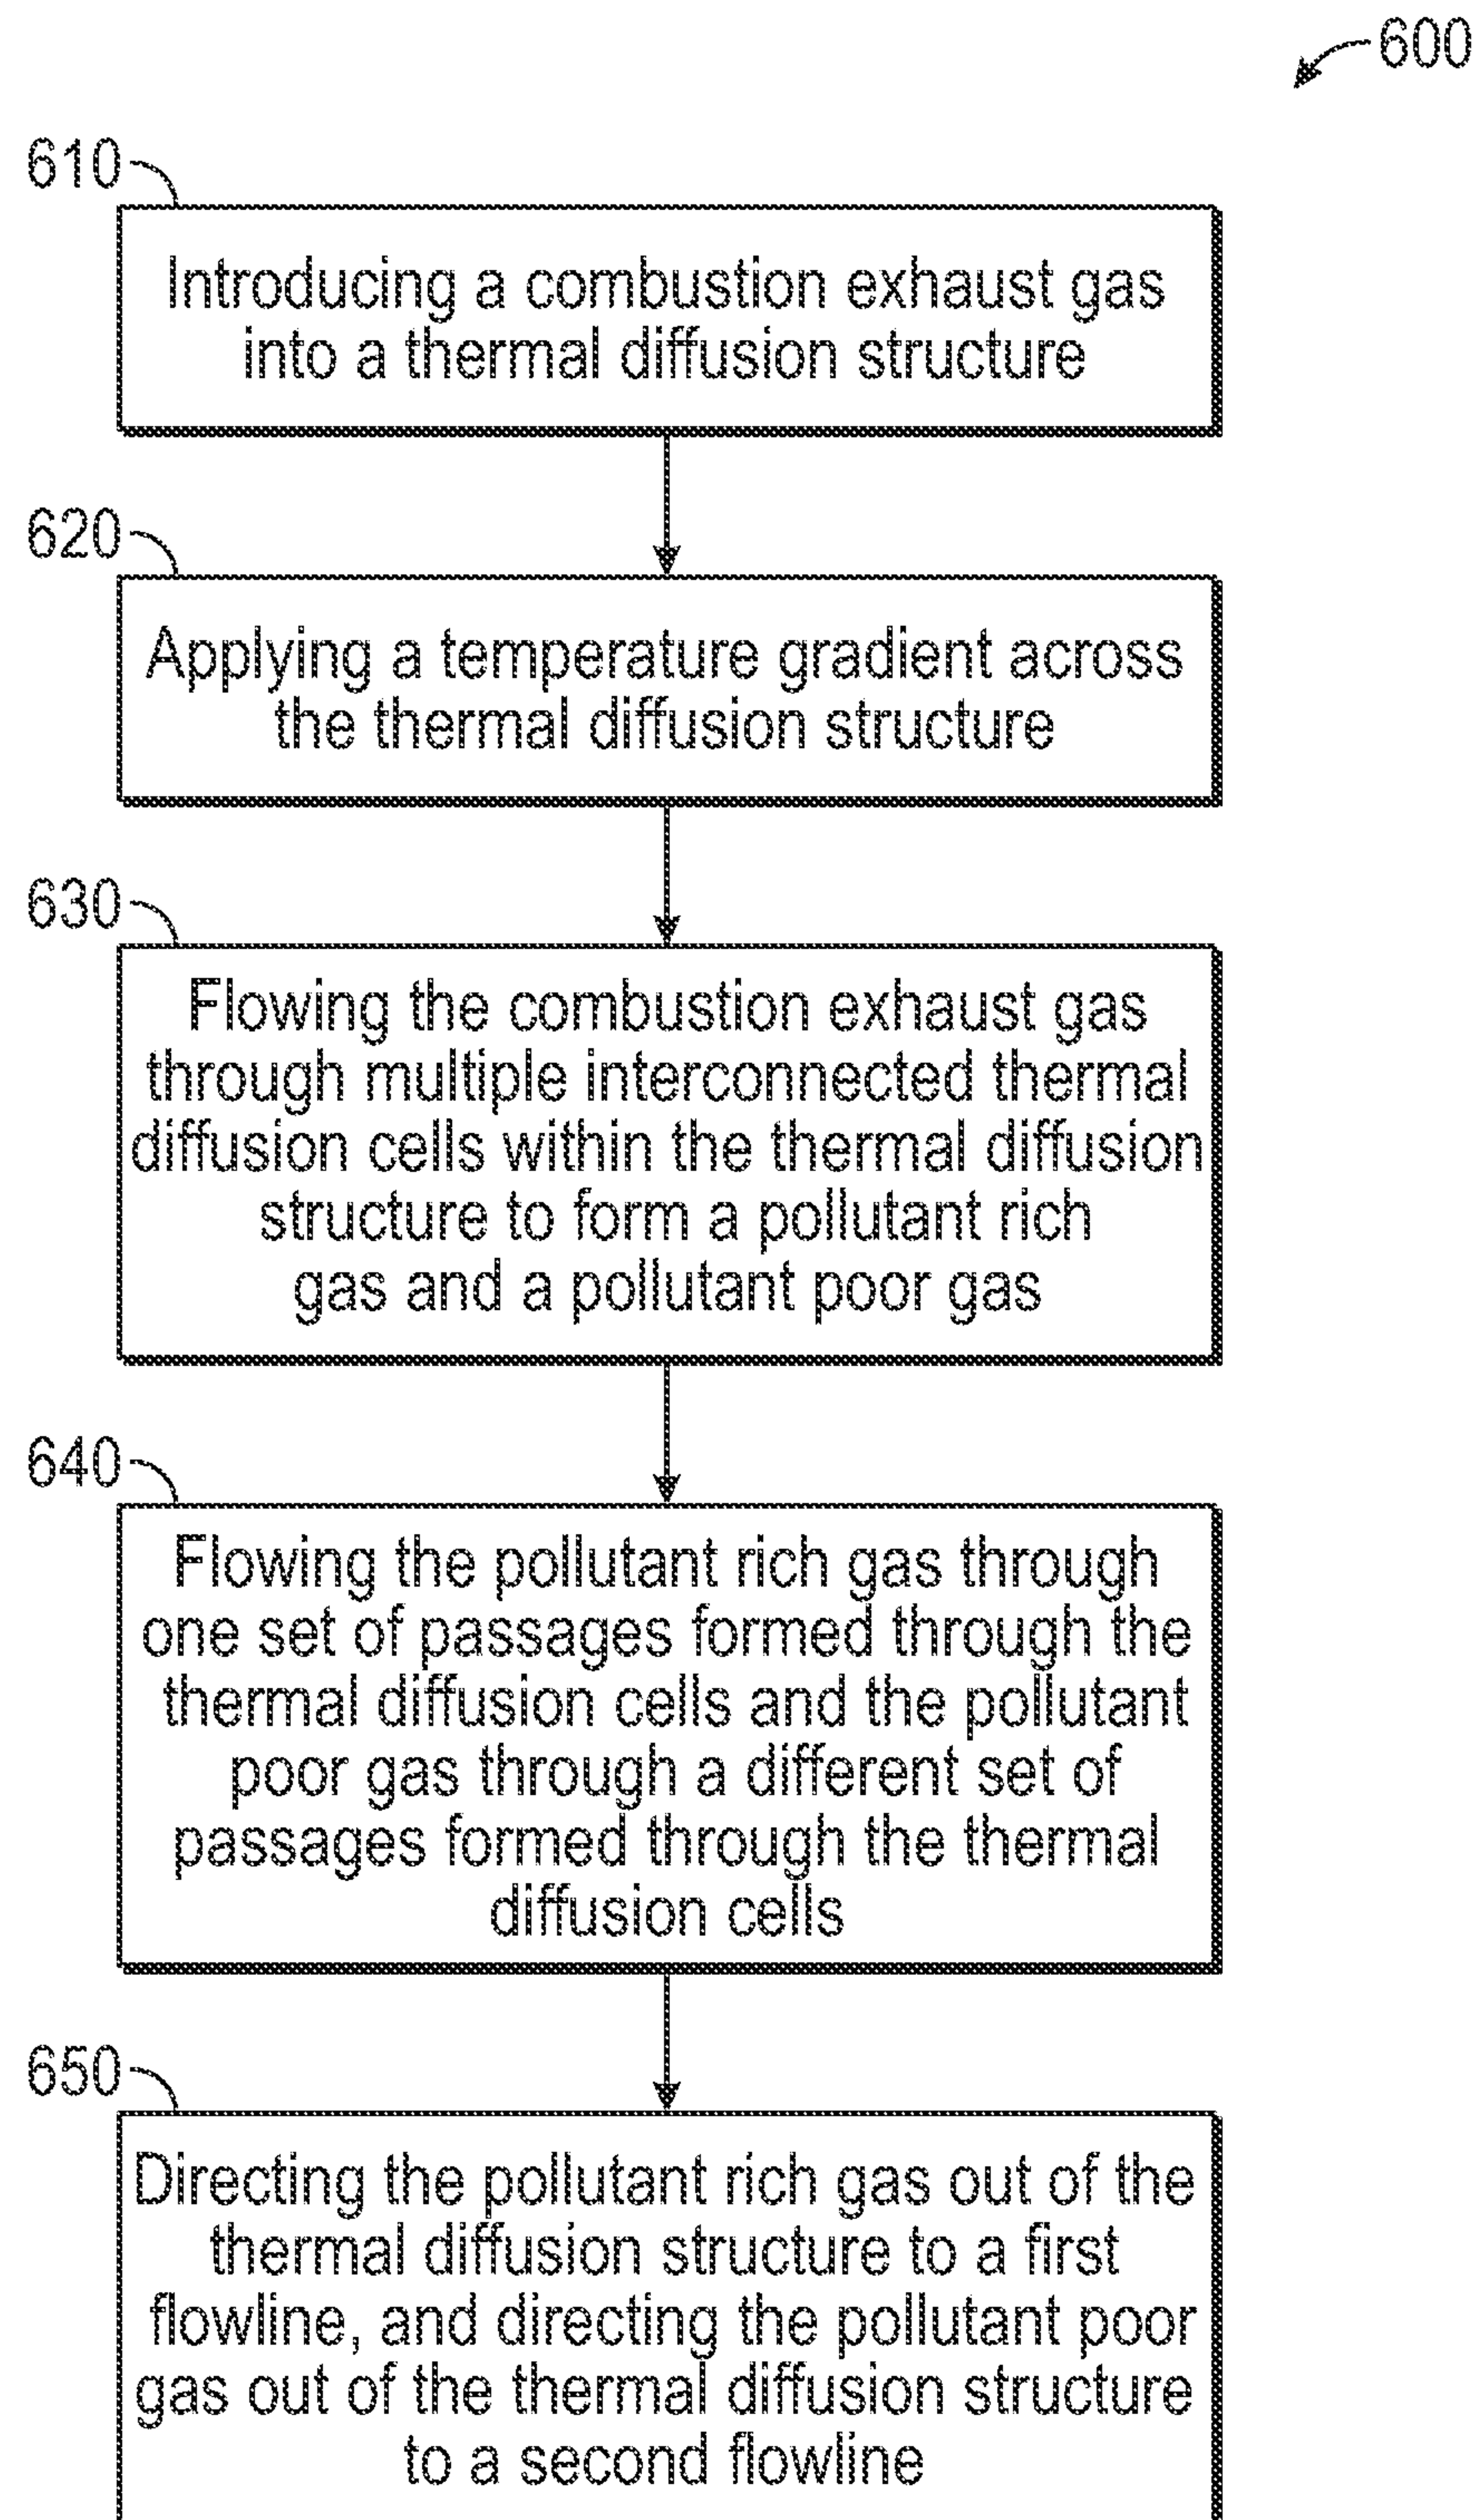 600
610
Introducing a combustion exhaust gas
into a thermal diffusion structure
620
Applying a temperature gradient across
the thermal diffusion structure
630
Flowing the combustion exhaust gas
through multiple interconnected thermal
diffusion cells within the thermal diffusion
structure to form a pollutant rich
gas and a pollutant poor gas
640
Flowing the pollutant rich gas through
one set of passages formed through the
thermal diffusion cells and the pollutant
poor gas through a different set of
passages formed through the thermal
diffusion cells
650
Directing the pollutant rich gas out of the
thermal diffusion structure to a first
flowline, and directing the pollutant poor
gas out of the thermal diffusion structure
to a second flowline